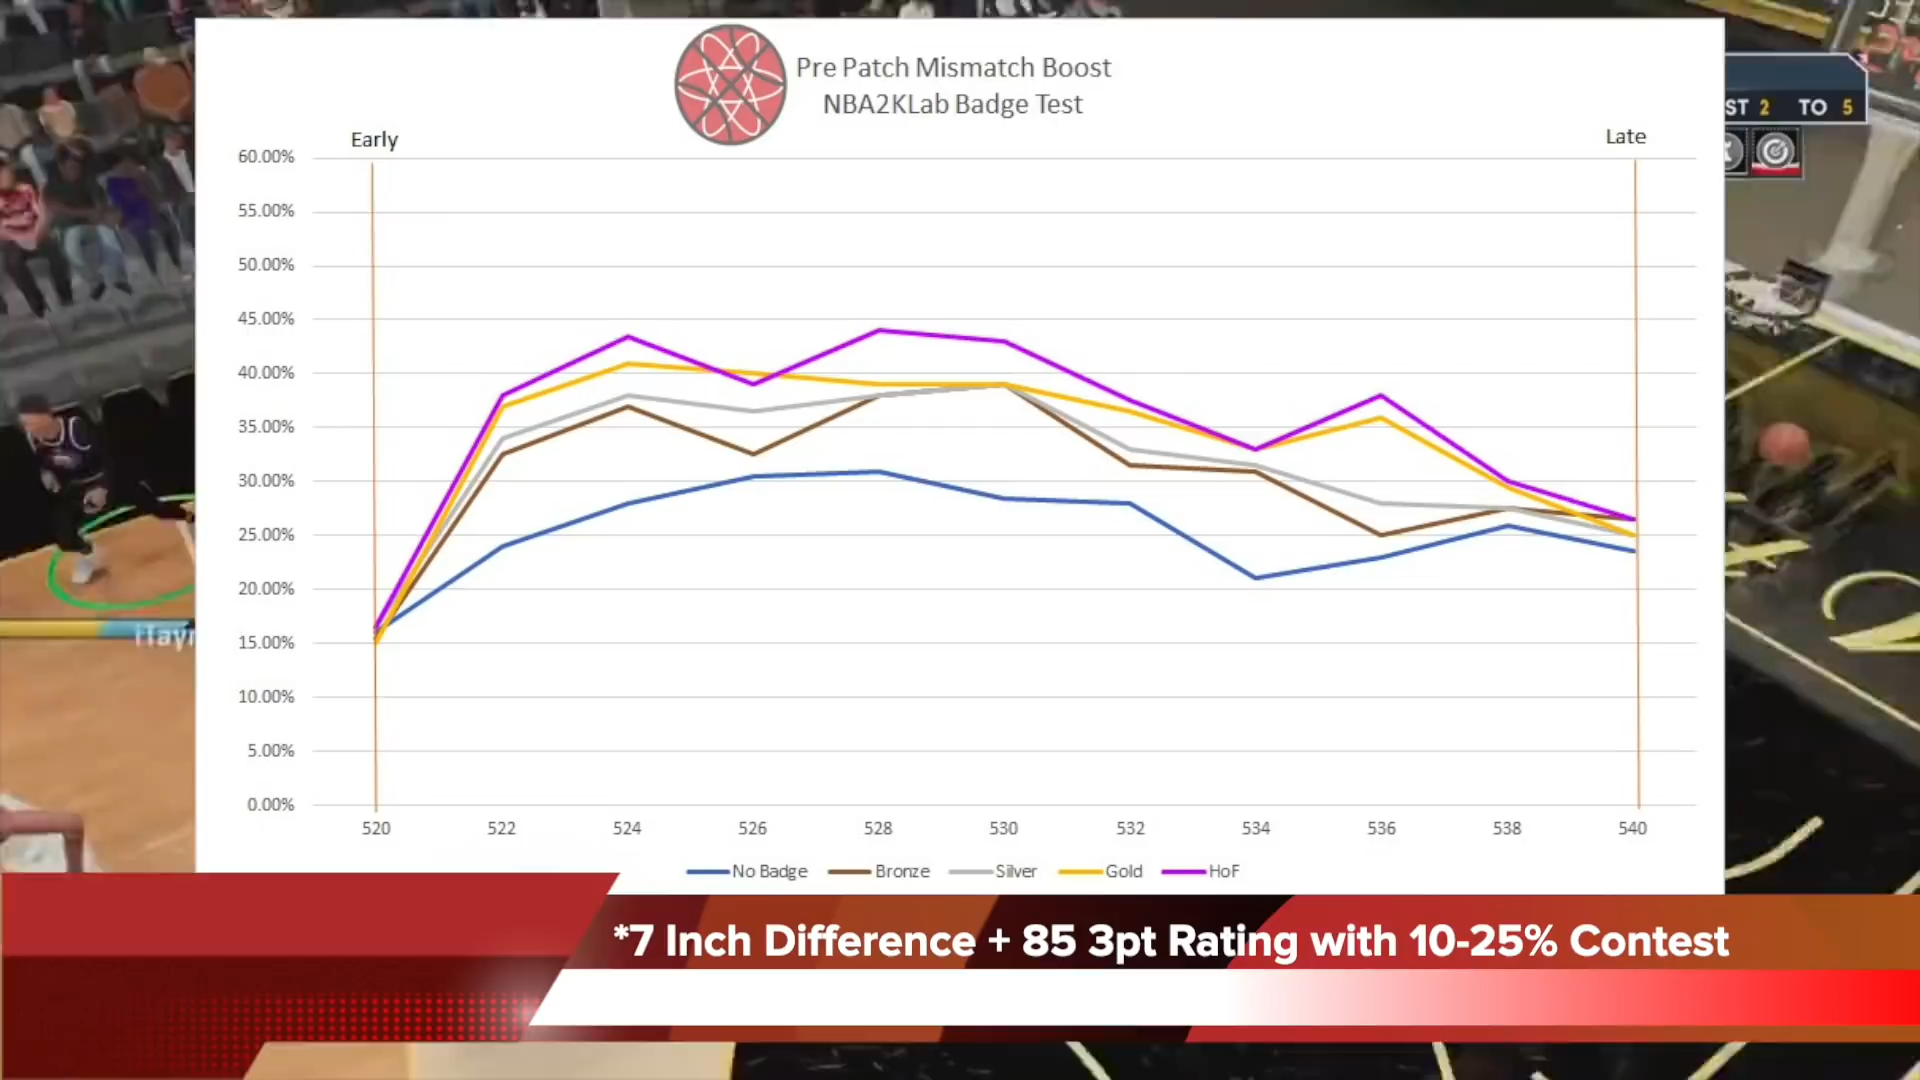 Pre Patch Mismatch Boost
NBA2KLab Badge Test
ST 2 TO 5
Early
Late
60.00%
55.00%
50.00%
45.00%
40.00%
35.00%
30.00%
25.00%
20.00%
15.00%
10.00%
5.00%
0.00%
520 522 524 526 528 530 532 534 536 538 540
No Badge Bronze Silver Gold HoF
*7 Inch Difference + 85 3pt Rating with 10-25% Contest